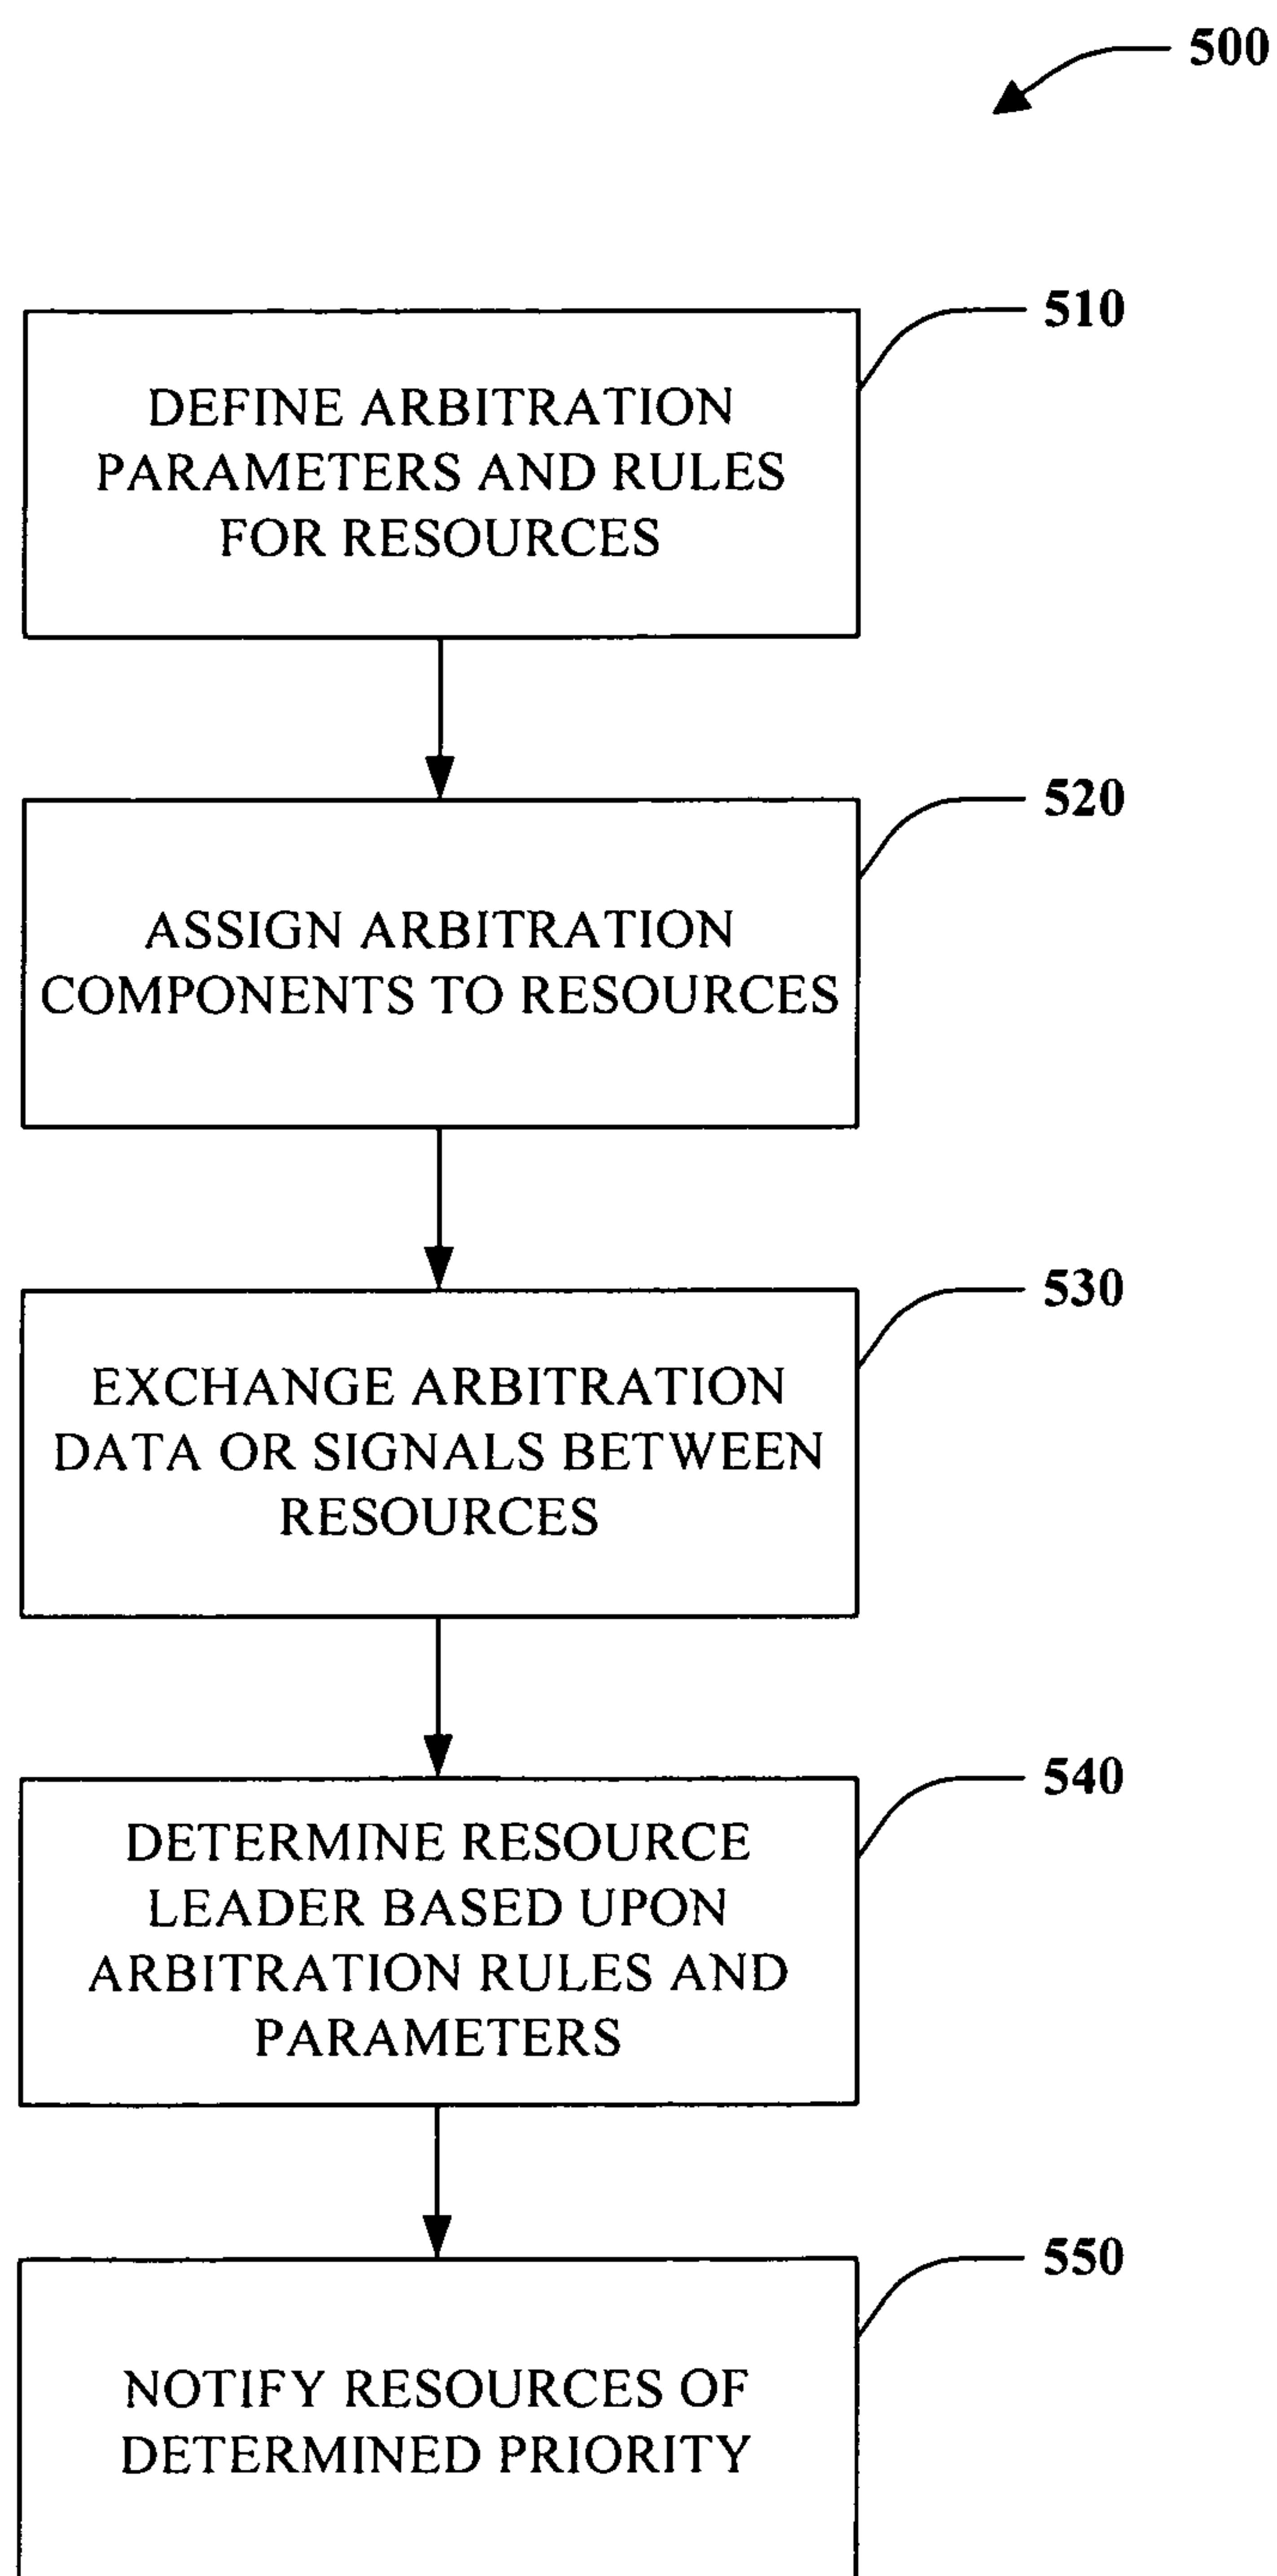 500
510
DEFINE ARBITRATION
PARAMETERS AND RULES
FOR RESOURCES
520
ASSIGN ARBITRATION
COMPONENTS TO RESOURCES
530
EXCHANGE ARBITRATION
DATA OR SIGNALS BETWEEN
RESOURCES
540
DETERMINE RESOURCE
LEADER BASED UPON
ARBITRATION RULES AND
PARAMETERS
550
NOTIFY RESOURCES OF
DETERMINED PRIORITY